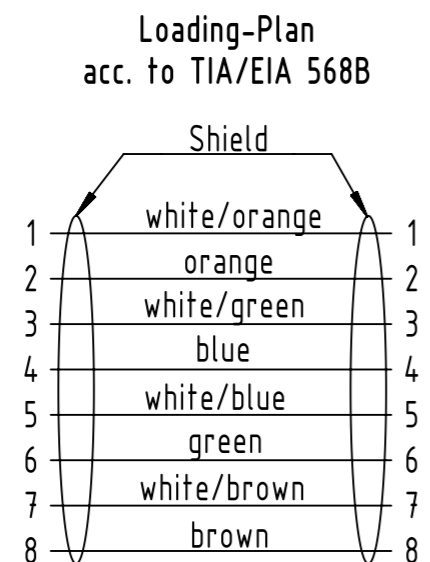 Loading-Plan
acc. to TIA/EIA 568B
Shield
1 white/orange 1
2 orange 2
3 white/green 3
4 blue 4
5 white/blue 5
6 green 6
7 white/brown 7
8 brown 8